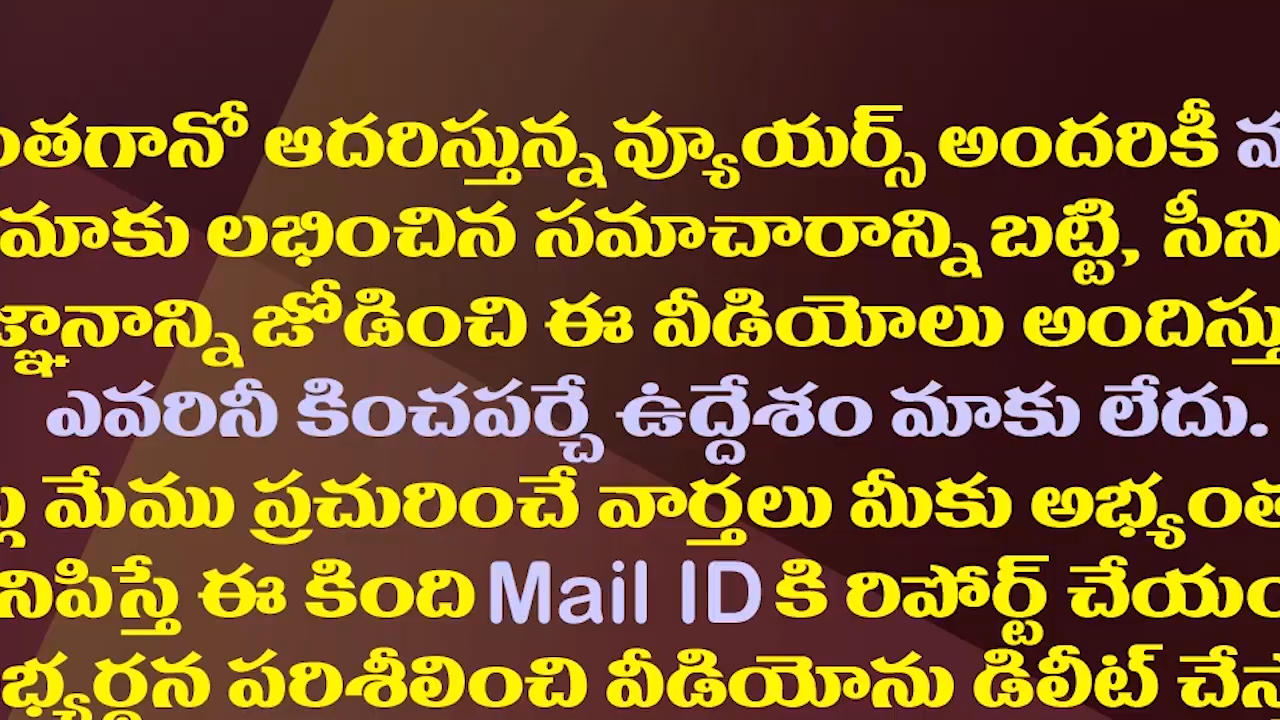 ంతగానో ఆదరిస్తున్న వ్యూయర్స్ అందరికీ
మాకు లభించిన సమాచారాన్ని బట్టి, సీని
జ్ఞానాన్ని జోడించి ఈ వీడియోలు అందిస్తు
ఎవరినీ కించపర్చే ఉద్దేశం మాకు లేదు.
మేము ప్రచురించే వార్తలు మీకు అభ్యంత
నిపిస్తే ఈ కింది Mail ID కి రిపోర్ట్ చేయం
భ్యర్థన పరిశీలించి వీడియోను డిలీట్ చేస